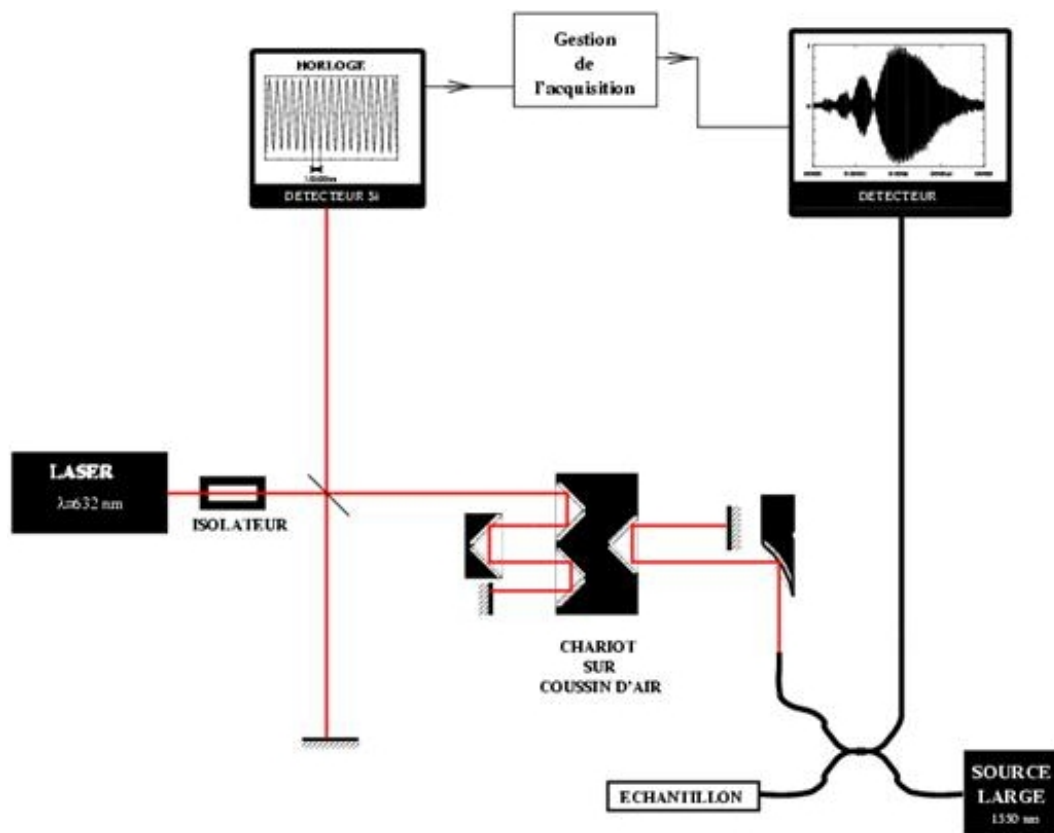 HORLOGE
DETECTEUR Si
Gestion
de
l'acquisition
DETECTEUR
LASER
λ=632 nm
ISOLATEUR
CHARIOT
SUR
COUSSIN D'AIR
ECHANTILLON
SOURCE
LARGE
1550 nm